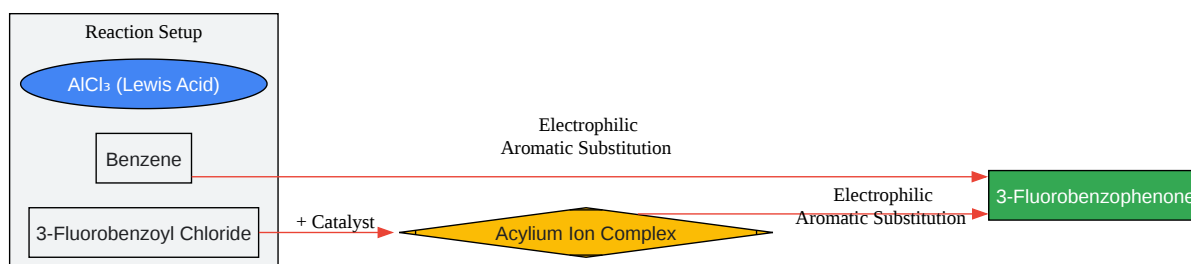 Reaction Setup
AlCl₃ (Lewis Acid)
Benzene
3-Fluorobenzoyl Chloride
+ Catalyst
Acylium Ion Complex
Electrophilic
Aromatic Substitution
Electrophilic
Aromatic Substitution
3-Fluorobenzophenone